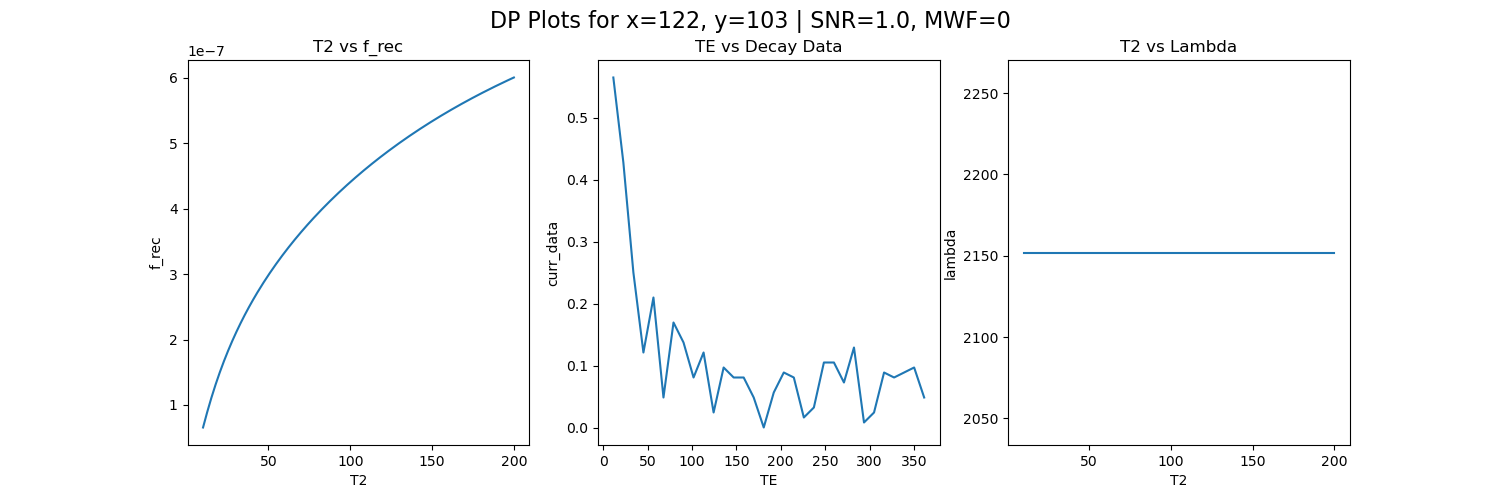 DP Plots for x=122, y=103 | SNR=1.0, MWF=0
T2 vs f_rec
1e−7
6
5
4
3
2
1
f_rec
50 100 150 200
T2
TE vs Decay Data
0.5
0.4
0.3
0.2
0.1
0.0
curr_data
0 50 100 150 200 250 300 350
TE
T2 vs Lambda
2250
2200
2150
2100
2050
lambda
50 100 150 200
T2